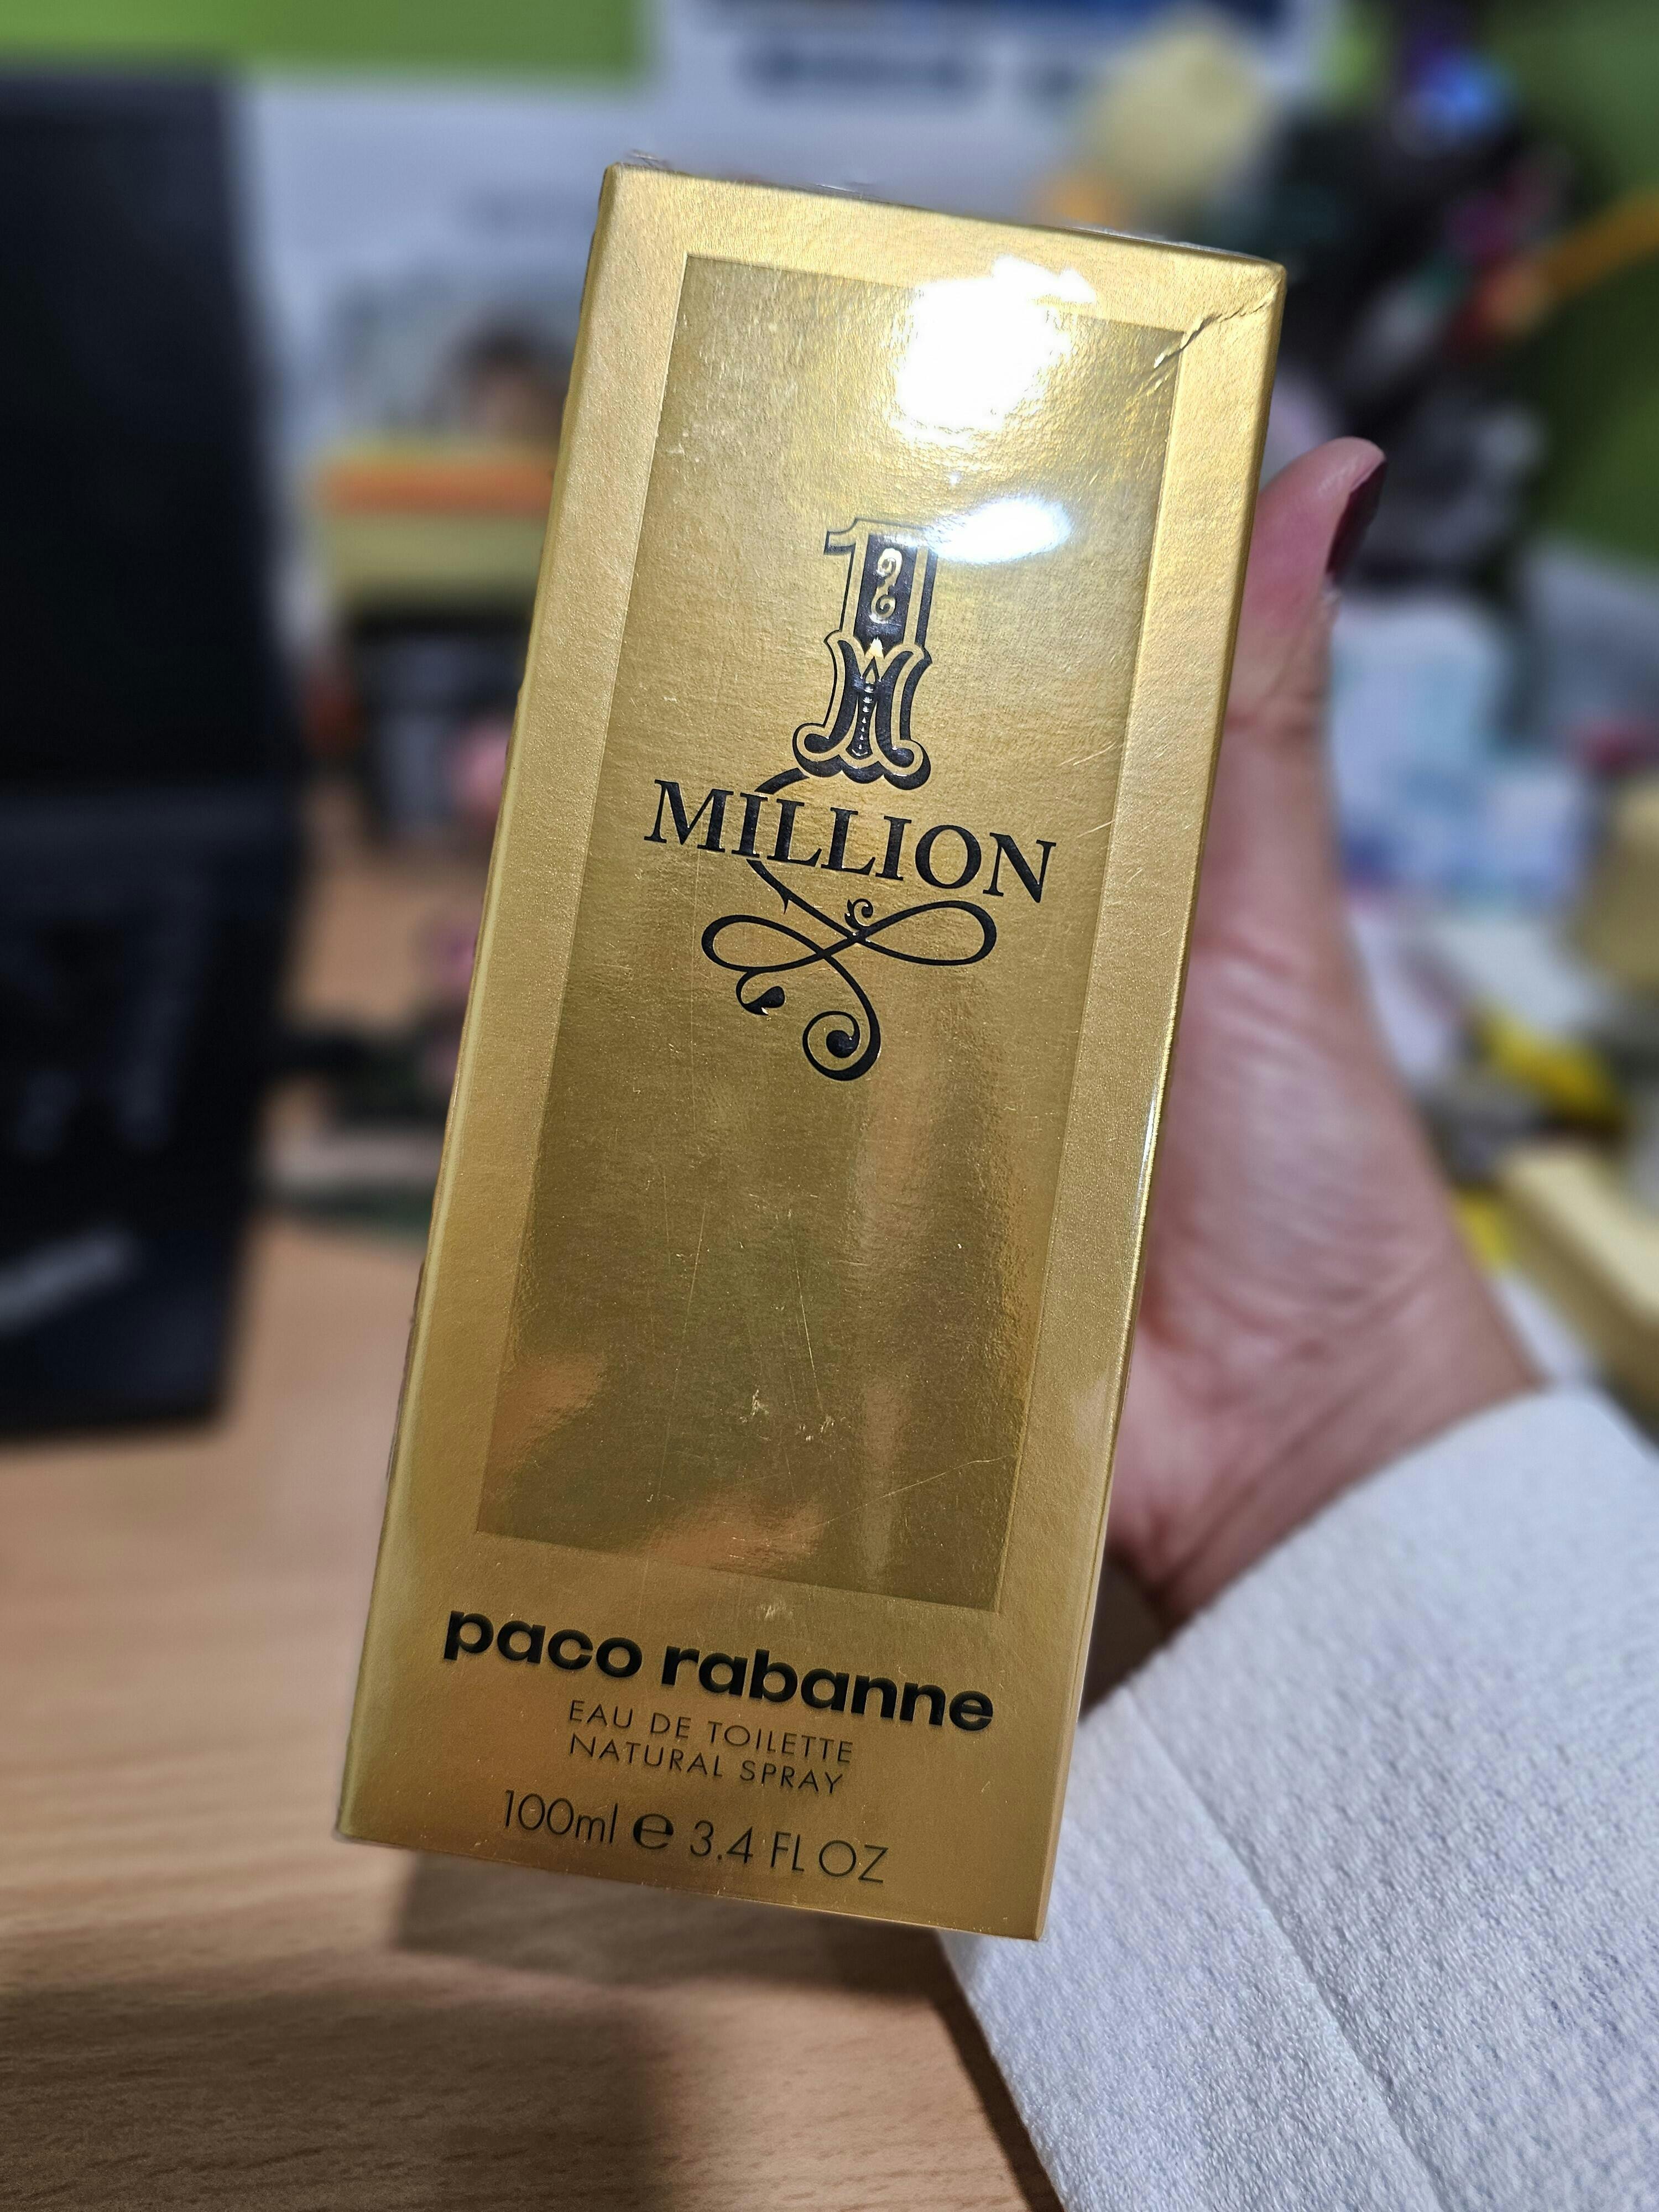 1
MILLION
paco rabanne
EAU DE TOILETTE
NATURAL SPRAY
100ml ℮ 3.4 FL OZ